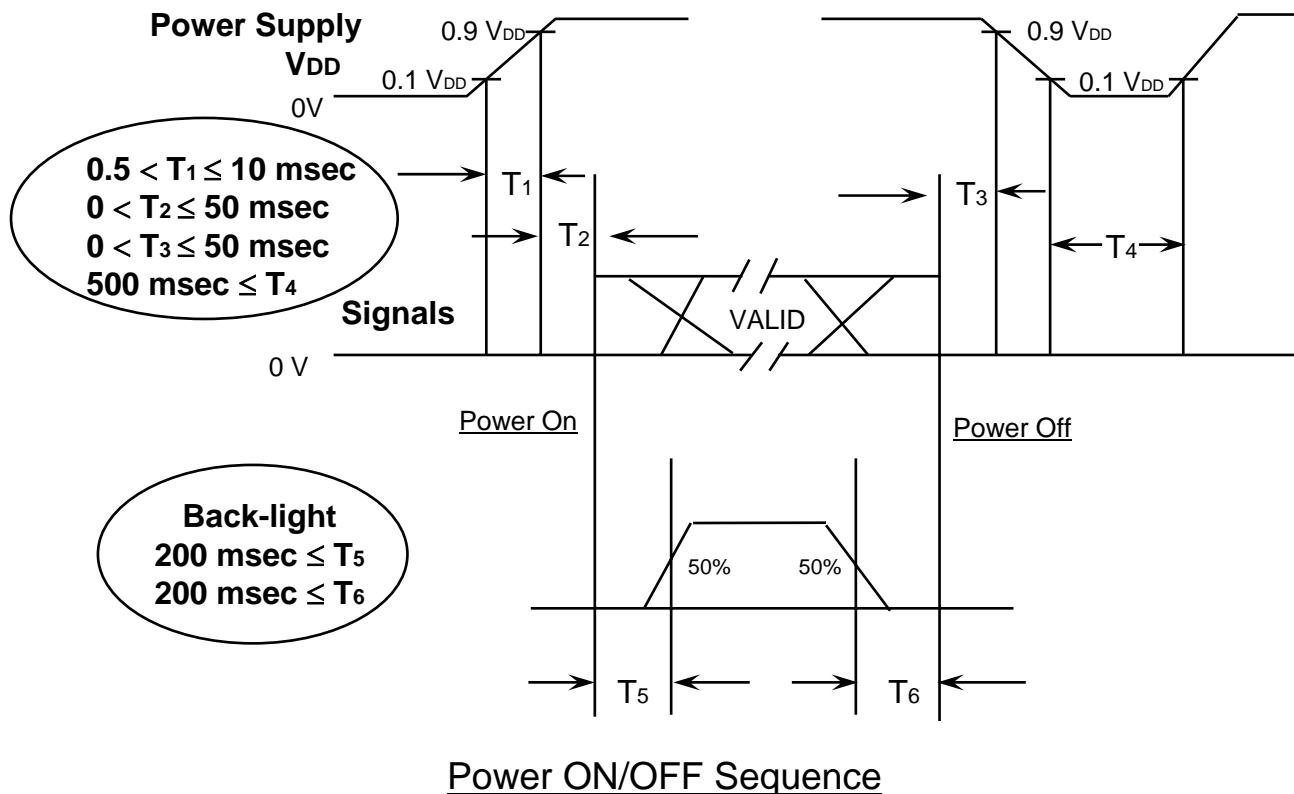 Power Supply
VDD
0.9 VDD
0.1 VDD
0V
0.9 VDD
0.1 VDD
0.5 < T1 ≤ 10 msec
0 < T2 ≤ 50 msec
0 < T3 ≤ 50 msec
500 msec ≤ T4
T1
T2
T3
T4
Signals
VALID
0 V
Power On
Power Off
Back-light
200 msec ≤ T5
200 msec ≤ T6
50%
50%
T5
T6
Power ON/OFF Sequence